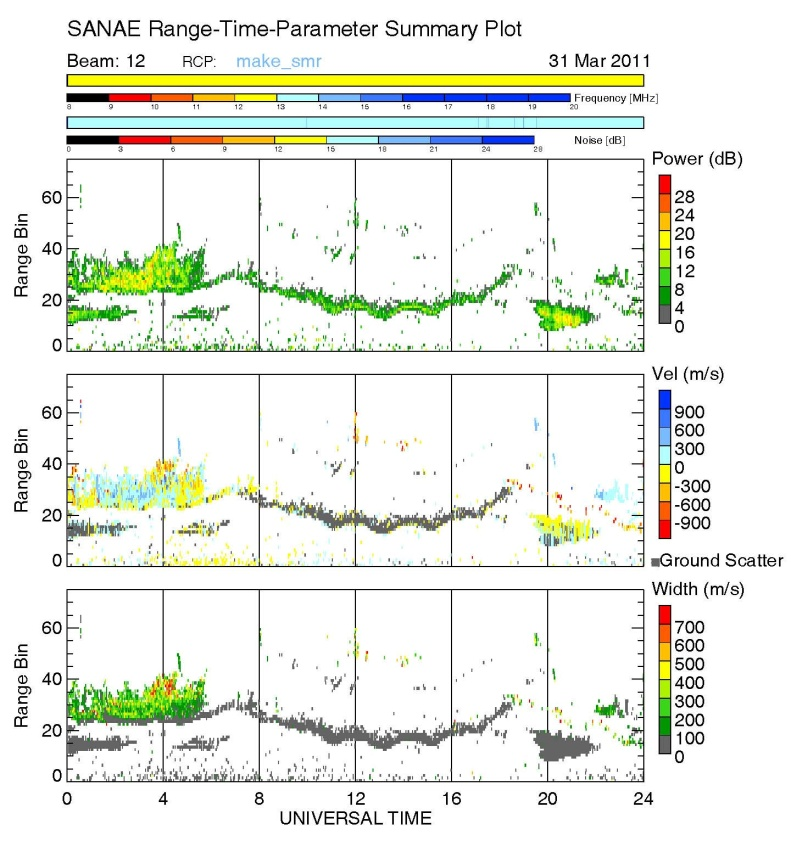 SANAE Range-Time-Parameter Summary Plot
Beam: 12 RCP: make_smr 31 Mar 2011
Frequency [MHz]
8 9 10 11 12 13 14 15 16 17 18 19 20
Noise [dB]
0 3 6 9 12 15 18 21 24 28
Power (dB)
28
24
20
16
12
8
4
0
Range Bin
60
40
20
0
Vel (m/s)
900
600
300
0
-300
-600
-900
Ground Scatter
Range Bin
60
40
20
0
Width (m/s)
700
600
500
400
300
200
100
0
Range Bin
60
40
20
0
0 4 8 12 16 20 24
UNIVERSAL TIME